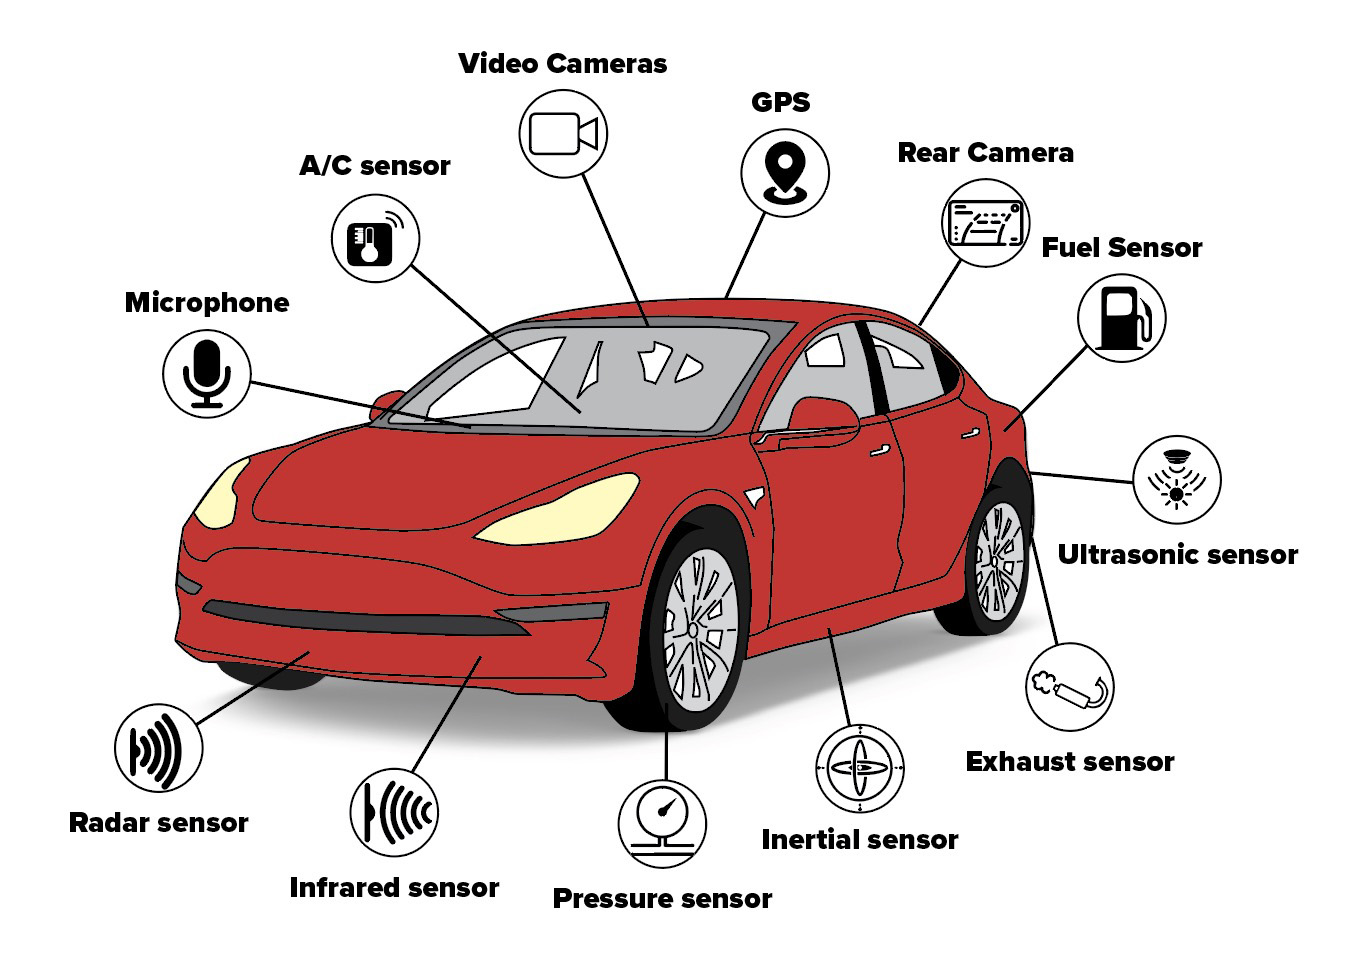 Video Cameras
GPS
A/C sensor
Rear Camera
Fuel Sensor
Microphone
Ultrasonic sensor
Exhaust sensor
Radar sensor
Inertial sensor
Infrared sensor
Pressure sensor